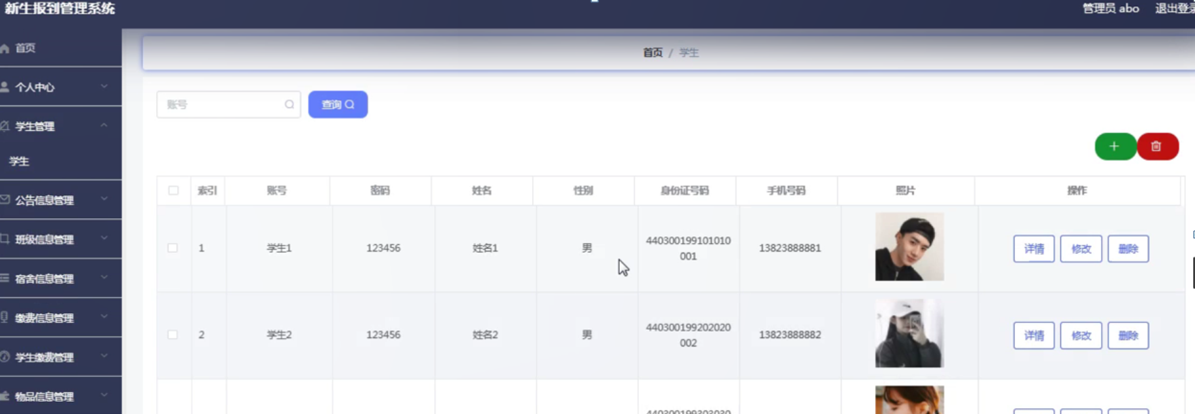 新生报到管理系统
管理员 abo 退出登录
首页
首页 / 学生
个人中心
账号 查询
学生管理
学生
索引 账号 密码 姓名 性别 身份证号码 手机号码 照片 操作
公告信息管理
班级信息管理
1 学生1 123456 姓名1 男 440300199101010
001 13823888881 详情 修改 删除
宿舍信息管理
缴费信息管理
2 学生2 123456 姓名2 男 440300199202020
002 13823888882 详情 修改 删除
学生缴费管理
物品信息管理
440300199303030